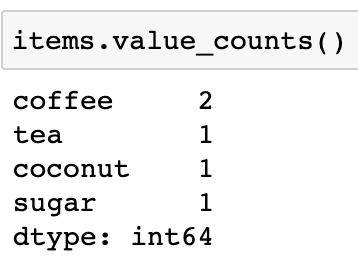 items.value_counts()
coffee 2
tea 1
coconut 1
sugar 1
dtype: int64